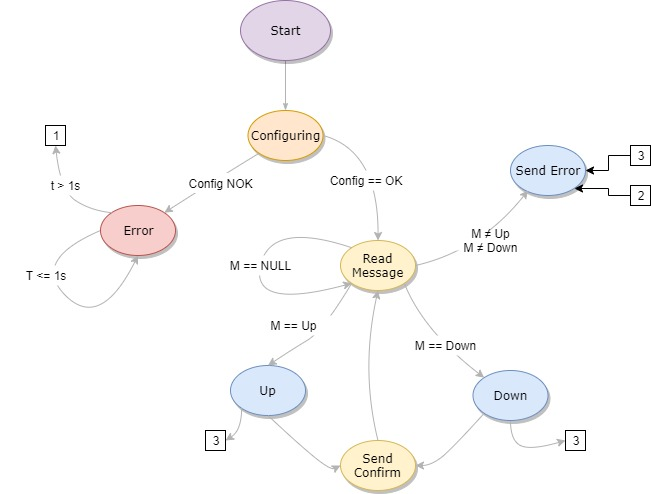 Start
Configuring
1
3
Config NOK
Config == OK
Send Error
t > 1s
2
Error
M ≠ Up
M ≠ Down
Read
Message
M == NULL
T <= 1s
M == Up
M == Down
Up
Down
3
3
Send
Confirm